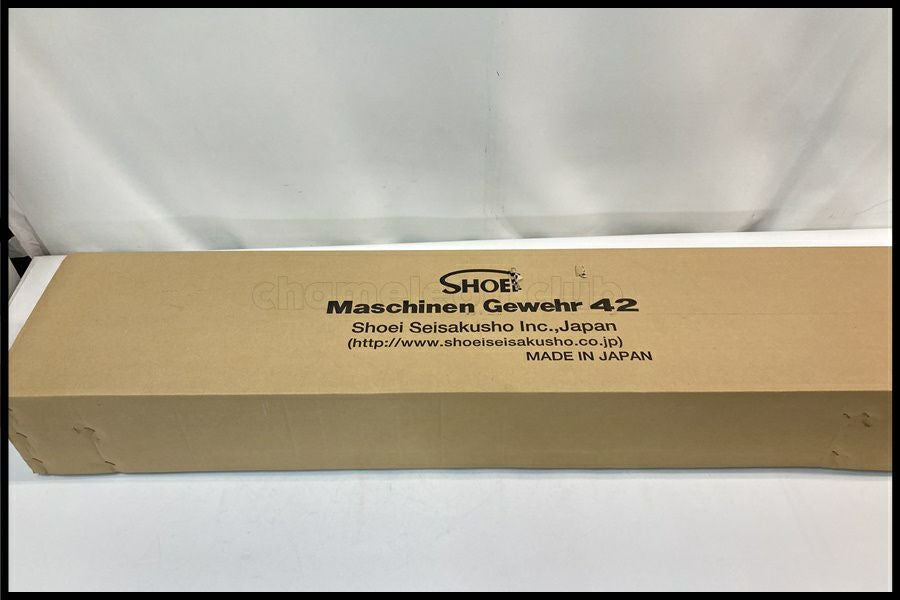 SHOEI
Maschinen Gewehr 42
Shoei Seisakusho Inc.,Japan
(http://www.shoeiseisakusho.co.jp)
MADE IN JAPAN